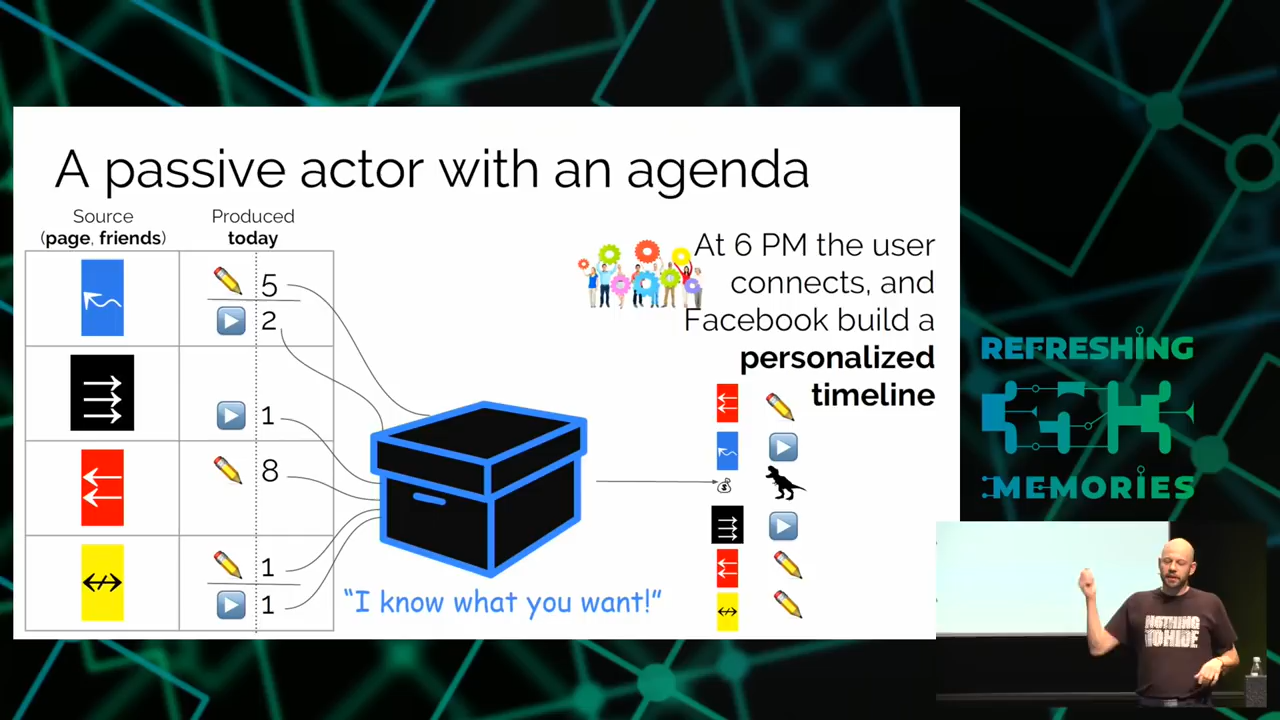 A passive actor with an agenda
Source
(page, friends)
Produced
today
5
2
1
8
1
1
"I know what you want!"
At 6 PM the user
connects, and
Facebook build a
personalized
timeline
REFRESHING
35C3
MEMORIES
NOTHING
TO HIDE